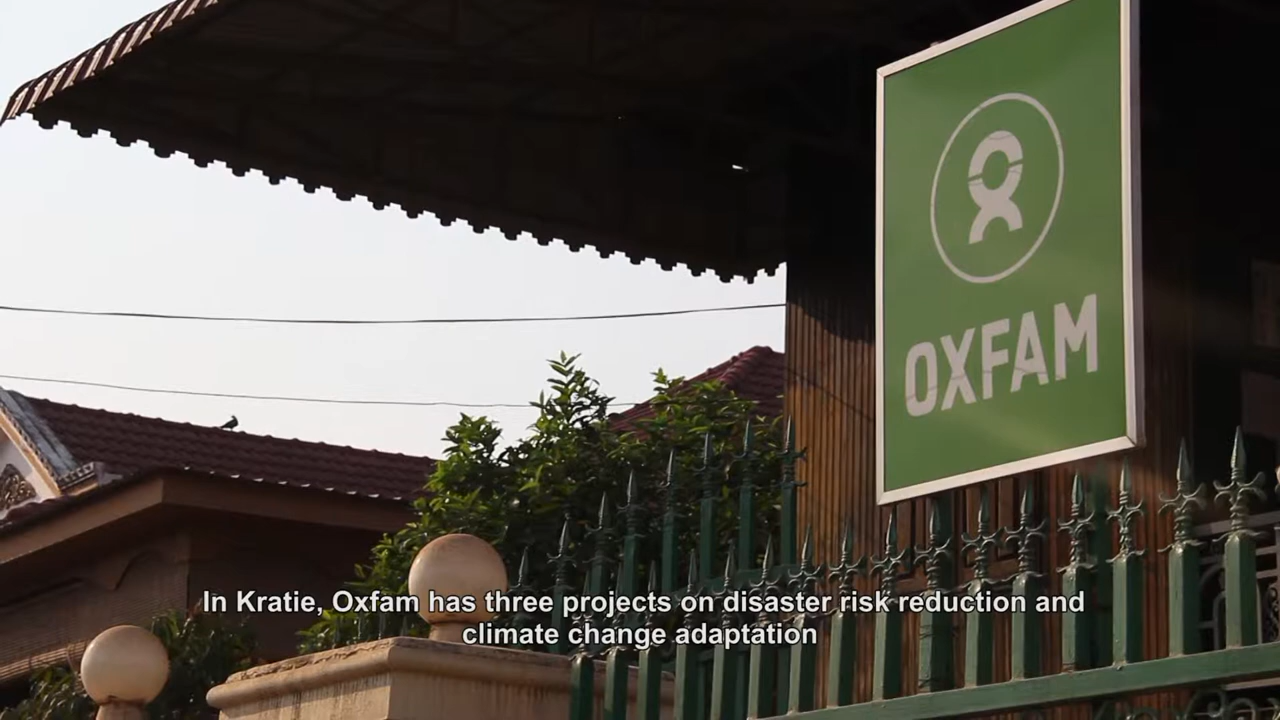 OXFAM
In Kratie, Oxfam has three projects on disaster risk reduction and
climate change adaptation